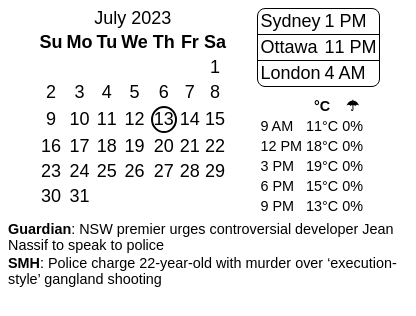 July 2023
Su Mo Tu We Th Fr Sa
1
2 3 4 5 6 7 8
9 10 11 12 13 14 15
16 17 18 19 20 21 22
23 24 25 26 27 28 29
30 31
Sydney 1 PM
Ottawa 11 PM
London 4 AM
°C ☂
9 AM 11°C 0%
12 PM 18°C 0%
3 PM 19°C 0%
6 PM 15°C 0%
9 PM 13°C 0%
Guardian: NSW premier urges controversial developer Jean
Nassif to speak to police
SMH: Police charge 22-year-old with murder over ‘execution-
style’ gangland shooting